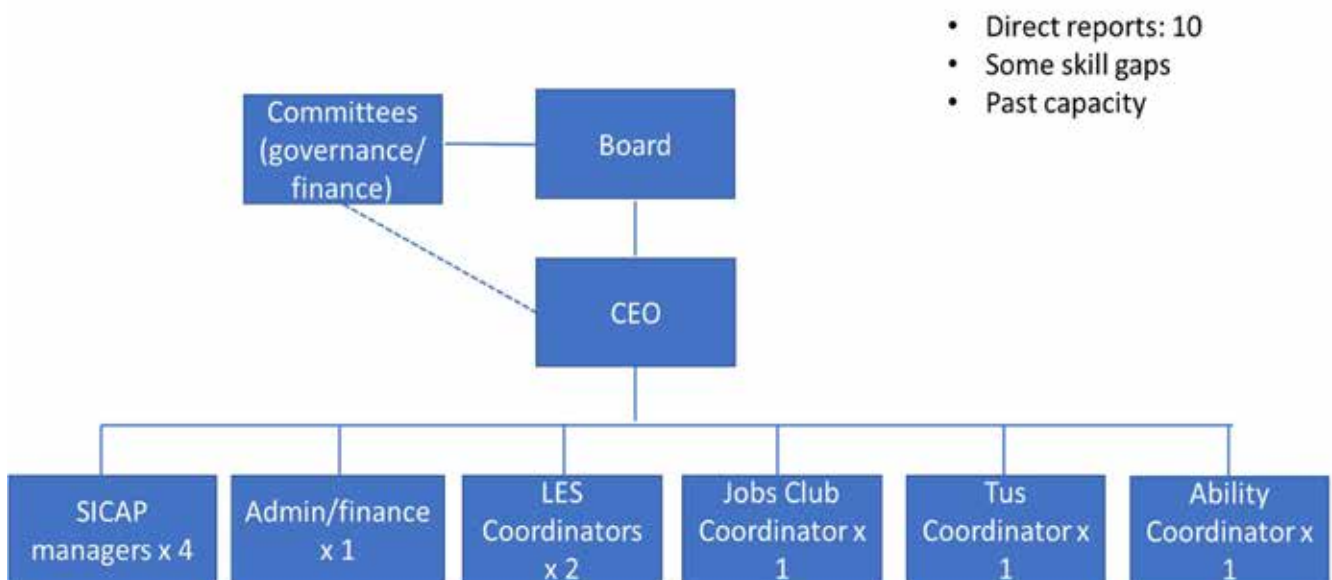 • Direct reports: 10
• Some skill gaps
• Past capacity
Committees
(governance/
finance)
Board
CEO
SICAP
managers x 4
Admin/finance
x 1
LES
Coordinators
x 2
Jobs Club
Coordinator x
1
Tus
Coordinator x
1
Ability
Coordinator x
1